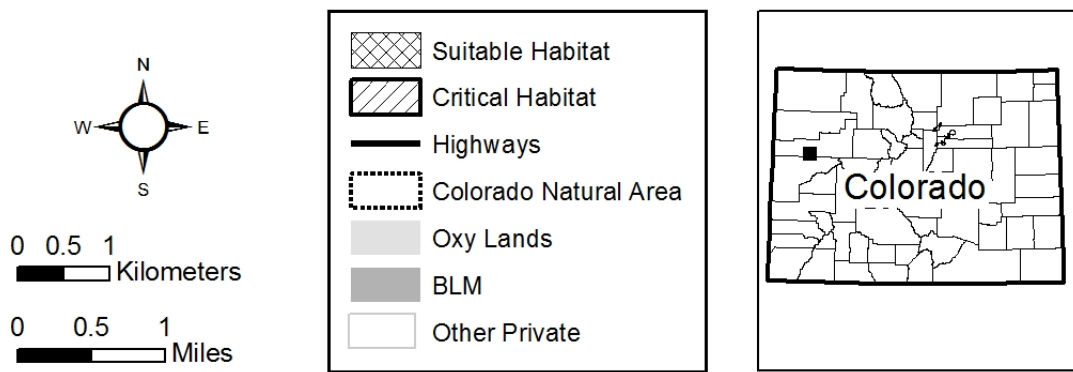 N
W E
S
0 0.5 1
Kilometers
0 0.5 1
Miles
Suitable Habitat
Critical Habitat
Highways
Colorado Natural Area
Oxy Lands
BLM
Other Private
Colorado